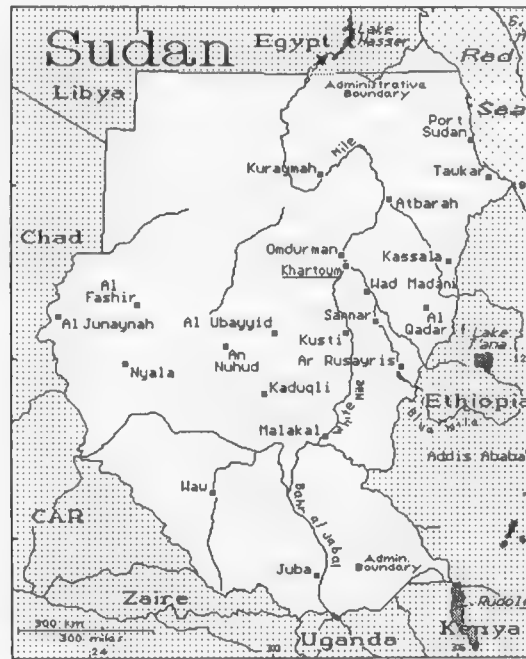 Sudan
Egypt
Lake
Nasser
Libya
Administrative
Boundary
Rad
Sea
Port
Sudan
Nile
Kuraymah
Taukar
Atbarah
Chad
Omdurman
Kassala
Khartoum
Wad Madani
Al
Fashir
Al Junaynah
Al Ubayyid
Sannar
Al
Qadarif
Lake
Tana
Kusti
An
Nuhud
Ar Rusayris
Nyala
Kaduqli
White Nile
Ethiopia
Malakal
Addis Ababa
Wau
Bahr al Jabal
CAR
Juba
Admin.
Boundary
Zaire
Rudolf
Kenya
300 km
300 miles
Uganda